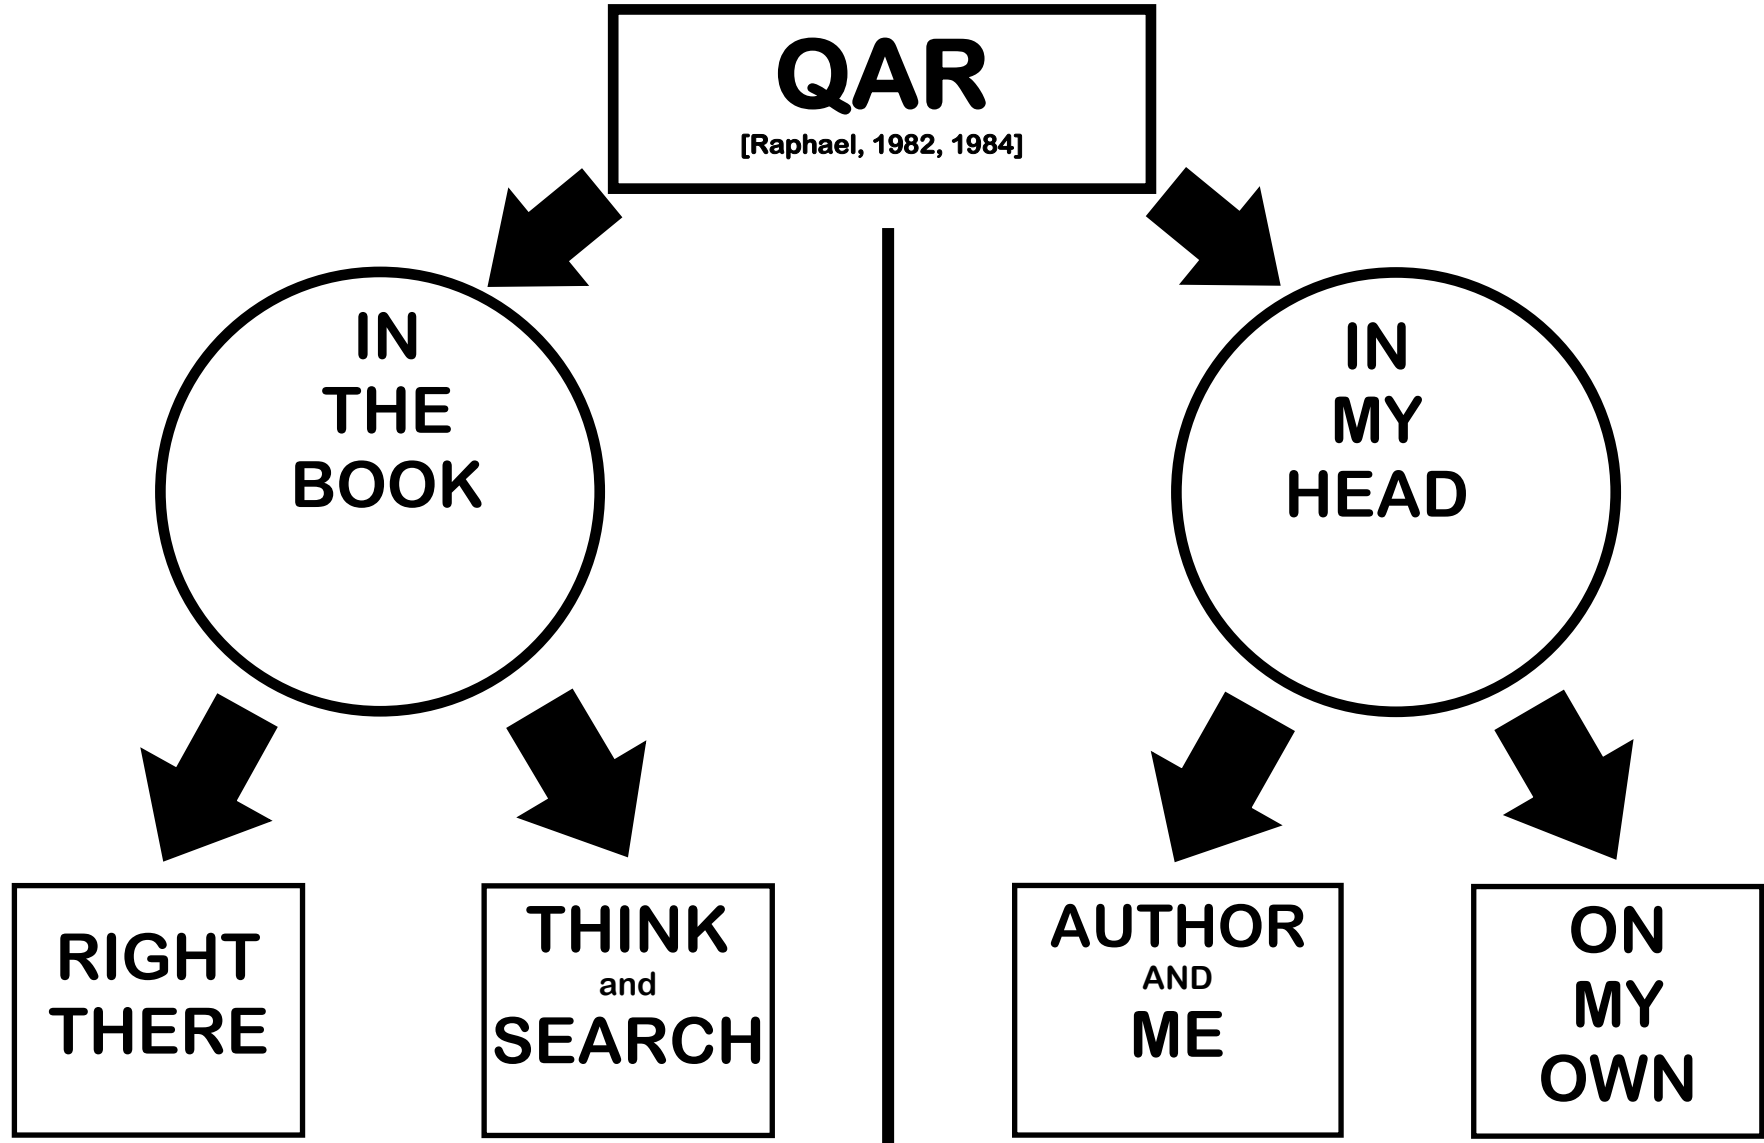 QAR
[Raphael, 1982, 1984]
IN
THE
BOOK
IN
MY
HEAD
RIGHT
THERE
THINK
and
SEARCH
AUTHOR
AND
ME
ON
MY
OWN